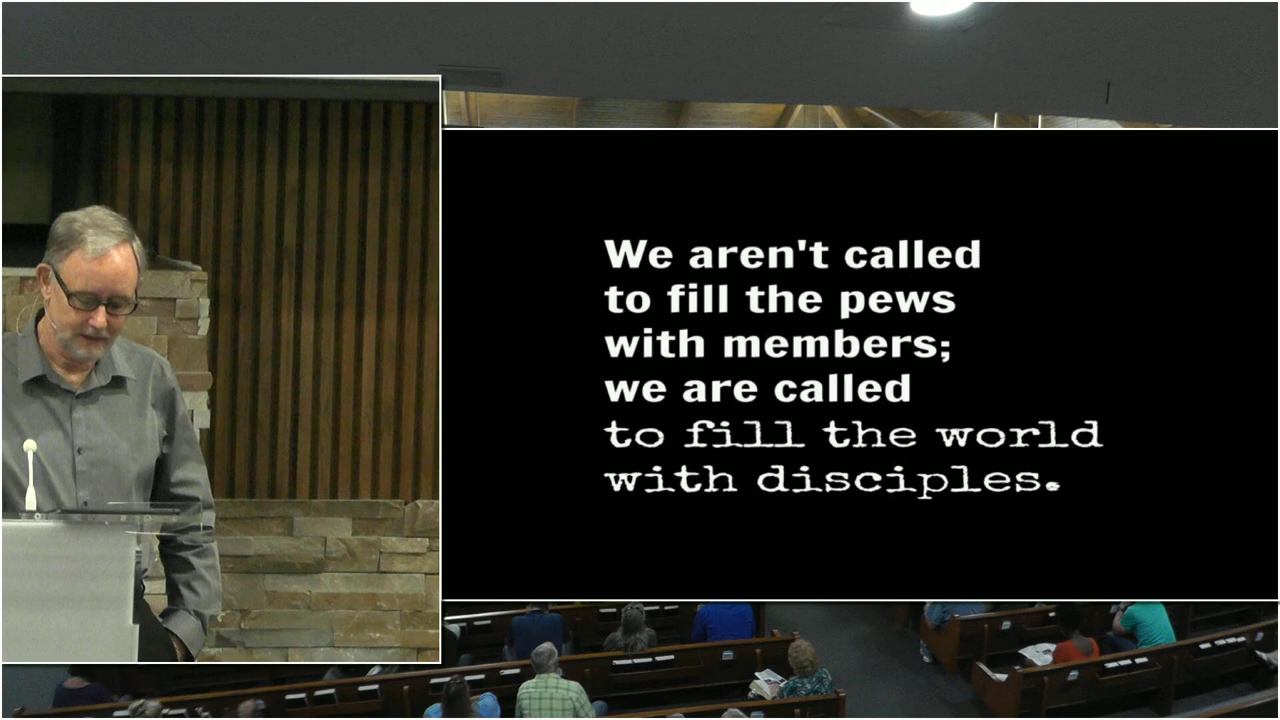 We aren't called
to fill the pews
with members;
we are called
to fill the world
with disciples.